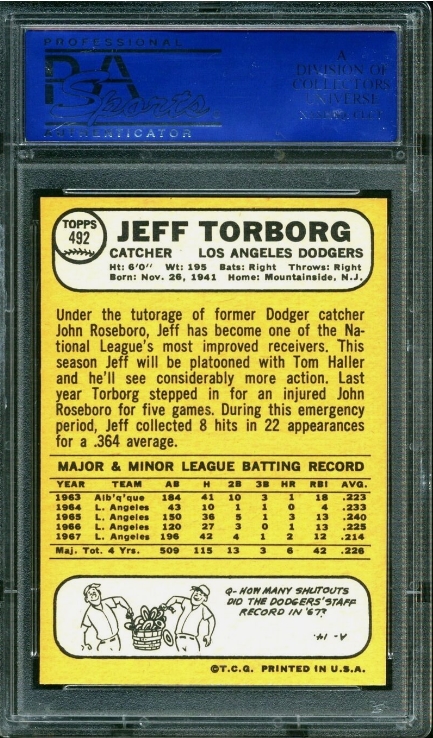 PROFESSIONAL
PSA
Sports
AUTHENTICATOR
A
DIVISION OF
COLLECTORS
UNIVERSE
TOPPS
492
JEFF TORBORG
CATCHER LOS ANGELES DODGERS
Ht: 6'0" Wt: 195 Bats: Right Throws: Right
Born: Nov. 26, 1941 Home: Mountainside, N.J.
Under the tutorage of former Dodger catcher
John Roseboro, Jeff has become one of the Na-
tional League's most improved receivers. This
season Jeff will be platooned with Tom Haller
and he'll see considerably more action. Last
year Torborg stepped in for an injured John
Roseboro for five games. During this emergency
period, Jeff collected 8 hits in 22 appearances
for a .364 average.
MAJOR & MINOR LEAGUE BATTING RECORD
YEAR TEAM AB H 2B 3B HR RBI AVG.
1963 Alb'q'que 184 41 10 3 1 18 .223
1964 L. Angeles 43 10 1 1 0 4 .233
1965 L. Angeles 150 36 5 1 3 13 .240
1966 L. Angeles 120 27 3 0 1 13 .225
1967 L. Angeles 196 42 4 1 2 12 .214
Maj. Tot. 4 Yrs. 509 115 13 3 6 42 .226
Q- HOW MANY SHUTOUTS
DID THE DODGERS' STAFF
RECORD IN '67?
A- 14.
©T.C.G. PRINTED IN U.S.A.